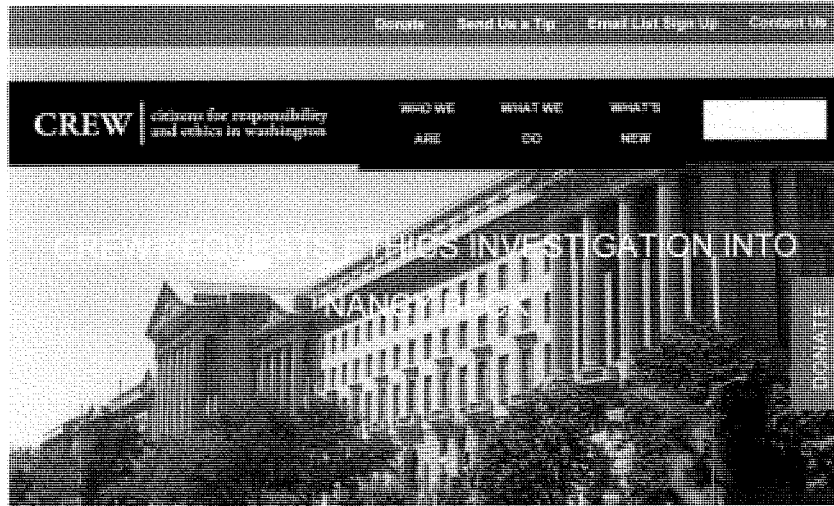 Donate Send Us a Tip Email List Sign Up Contact Us
CREW citizens for responsibility
and ethics in washington
WHO WE ARE
WHAT WE DO
WHAT'S NEW
CREW REQUESTS ETHICS INVESTIGATION INTO
NANCY
DONATE